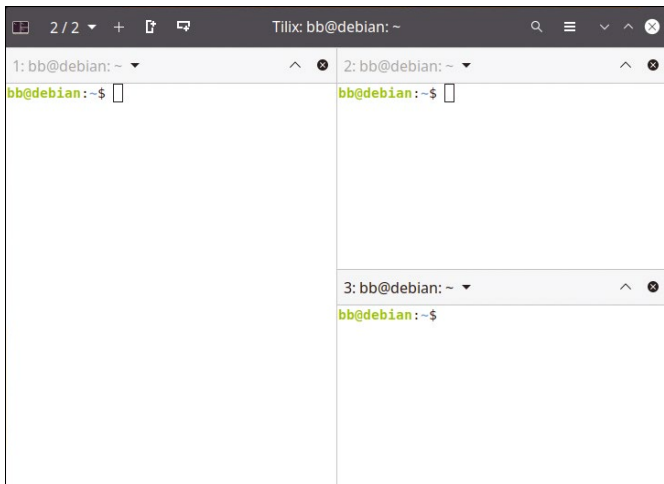 2 / 2 Tilix: bb@debian: ~
1: bb@debian: ~
bb@debian:~$
2: bb@debian: ~
bb@debian:~$
3: bb@debian: ~
bb@debian:~$